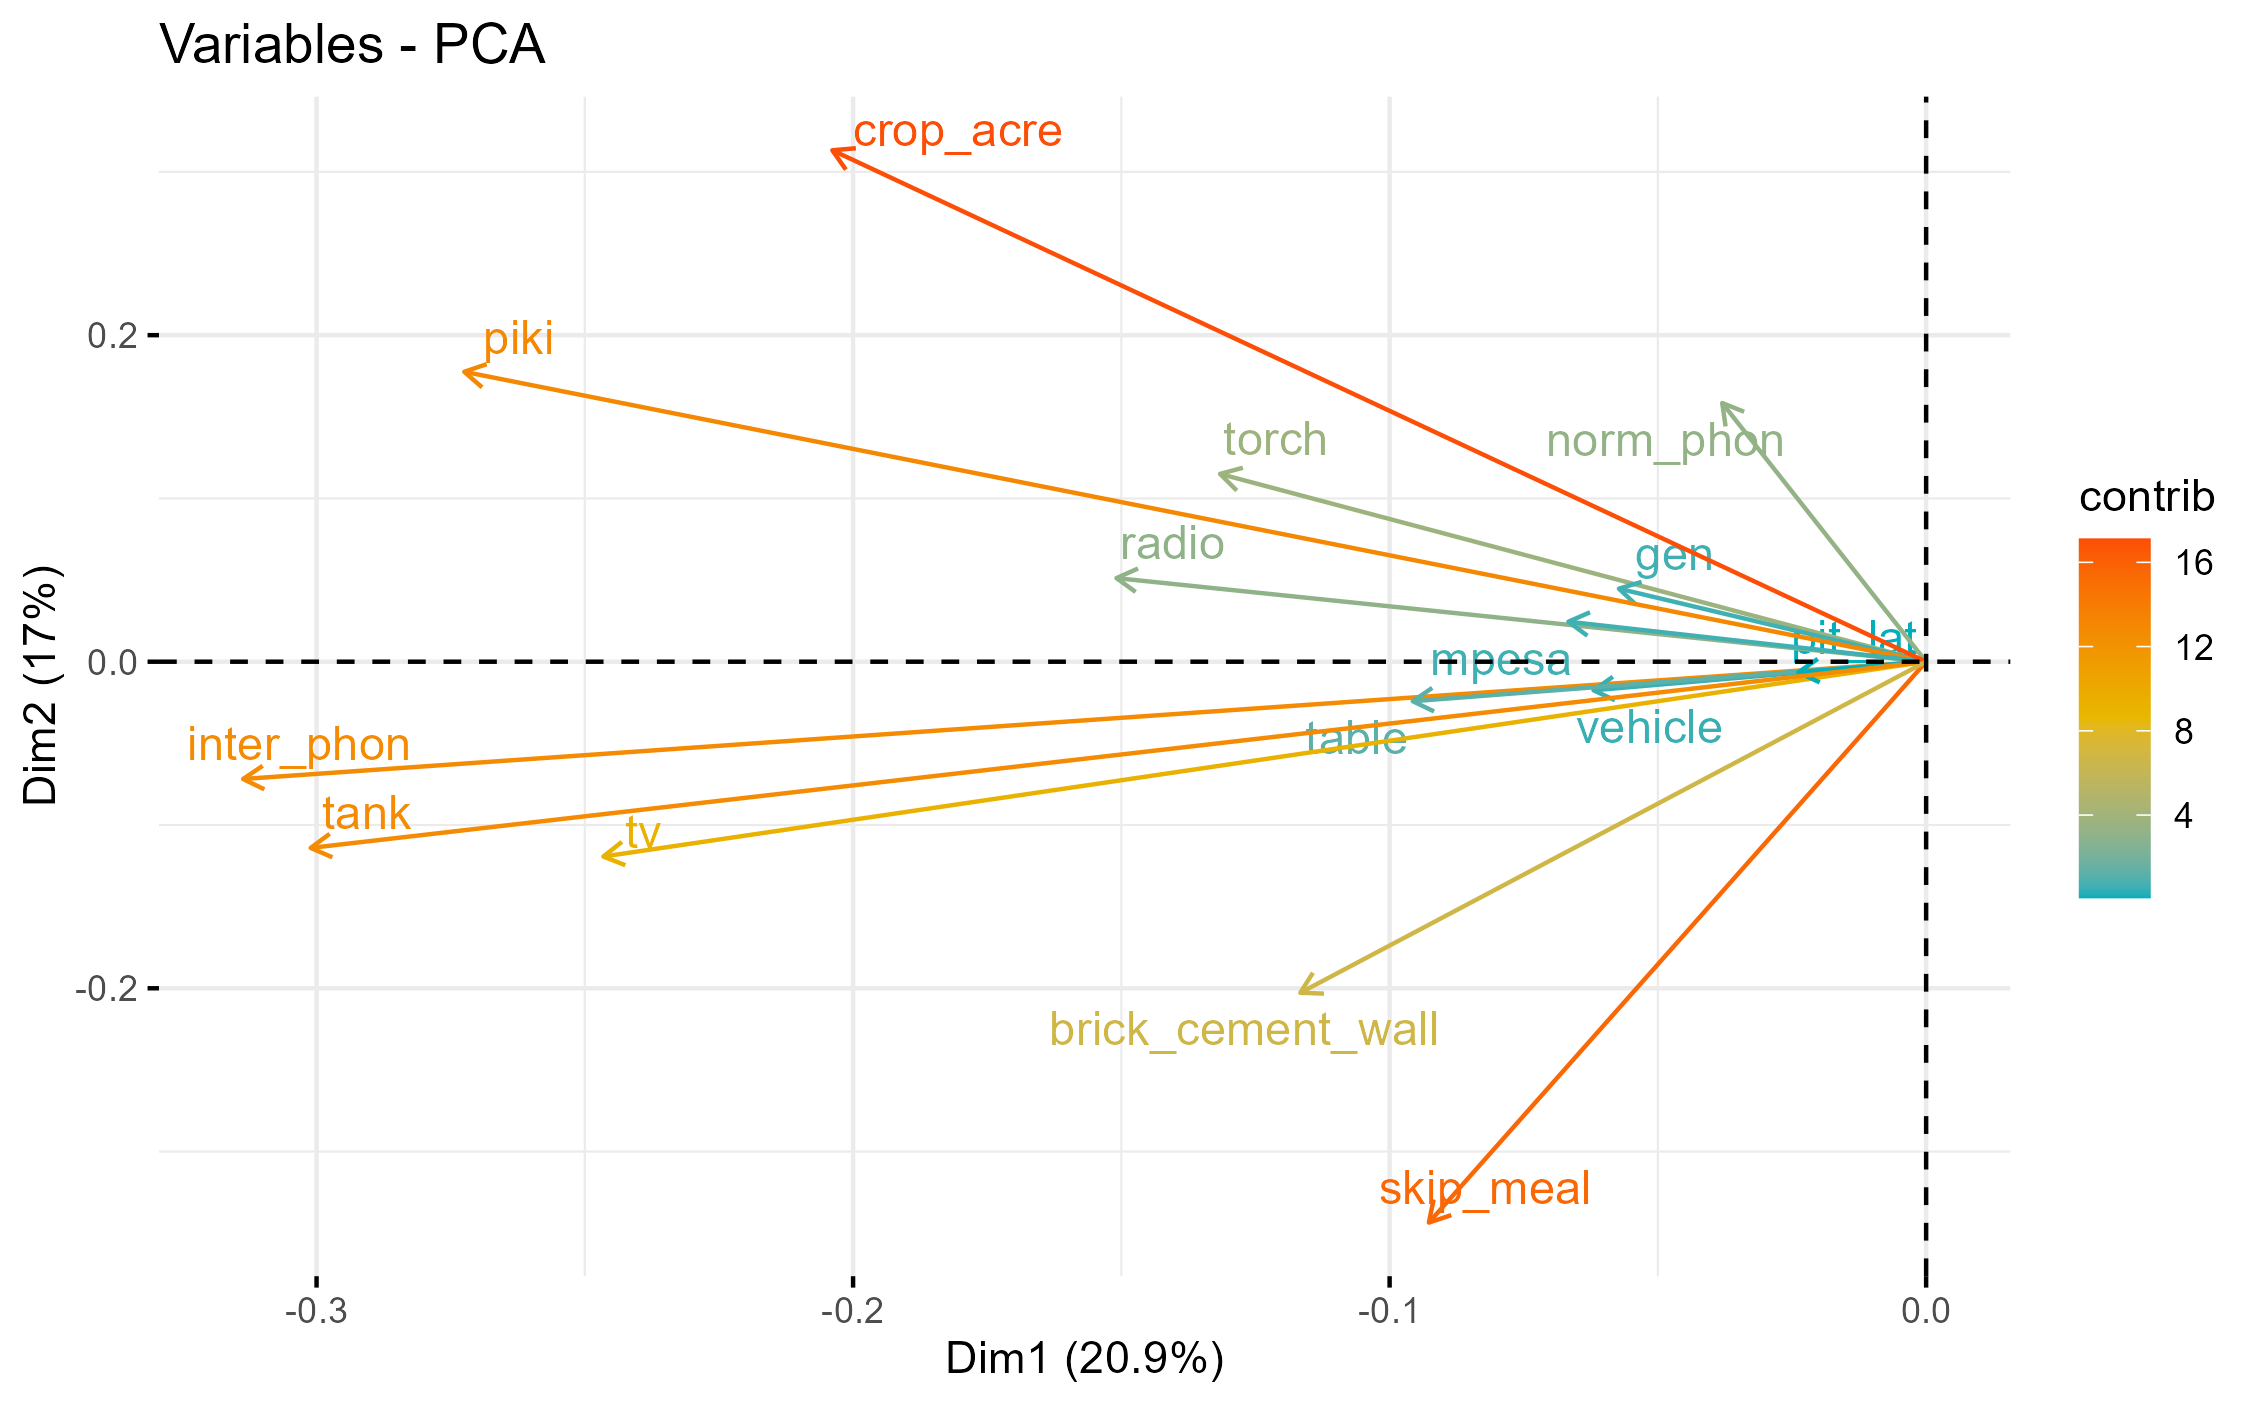 Variables - PCA
crop_acre
piki
torch
norm_phon
radio
gen
pit_lat
mpesa
inter_phon
table
vehicle
tank
tv
brick_cement_wall
skip_meal
0.2
0.0
-0.2
Dim2 (17%)
-0.3
-0.2
-0.1
0.0
Dim1 (20.9%)
contrib
16
12
8
4